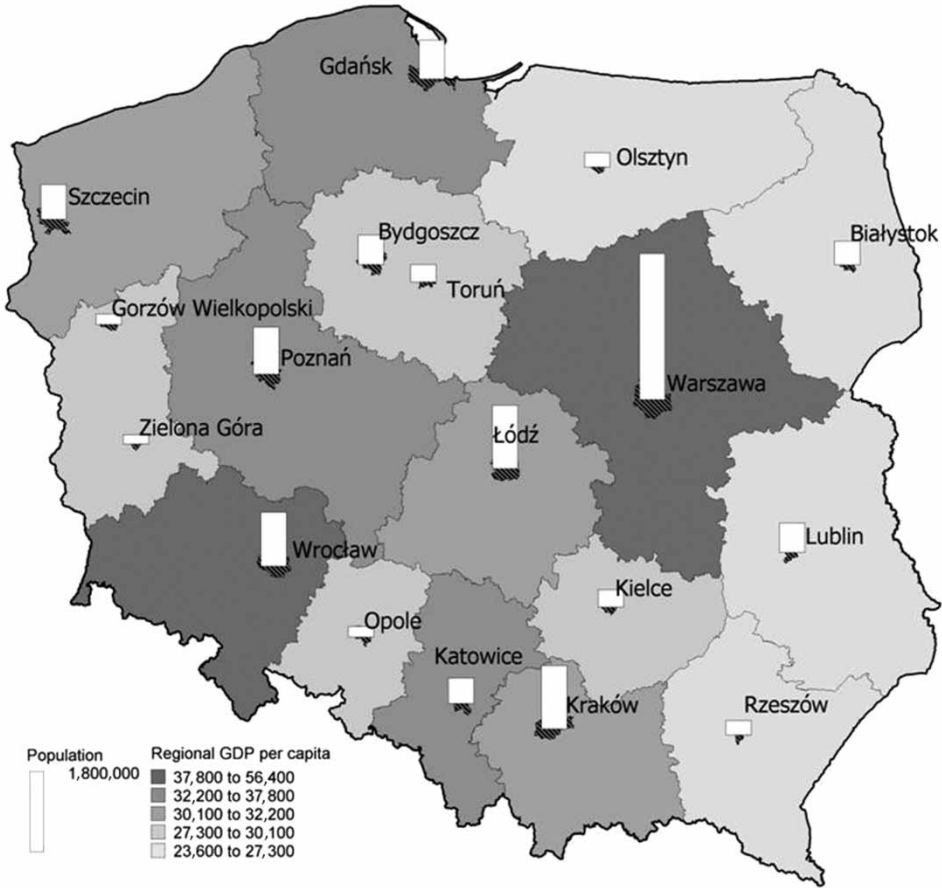 Gdańsk
Olsztyn
Szczecin
Bydgoszcz
Białystok
Toruń
Gorzów Wielkopolski
Poznań
Warszawa
Zielona Góra
Łódź
Lublin
Wrocław
Kielce
Opole
Katowice
Kraków
Rzeszów
Population
1,800,000
Regional GDP per capita
37,800 to 56,400
32,200 to 37,800
30,100 to 32,200
27,300 to 30,100
23,600 to 27,300